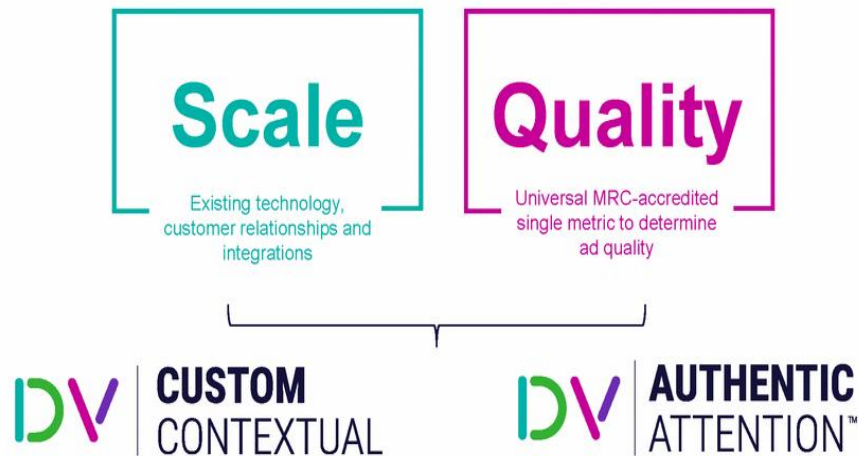 Scale
Existing technology,
customer relationships and
integrations
Quality
Universal MRC-accredited
single metric to determine
ad quality
DV
CUSTOM
CONTEXTUAL
DV
AUTHENTIC
ATTENTION™